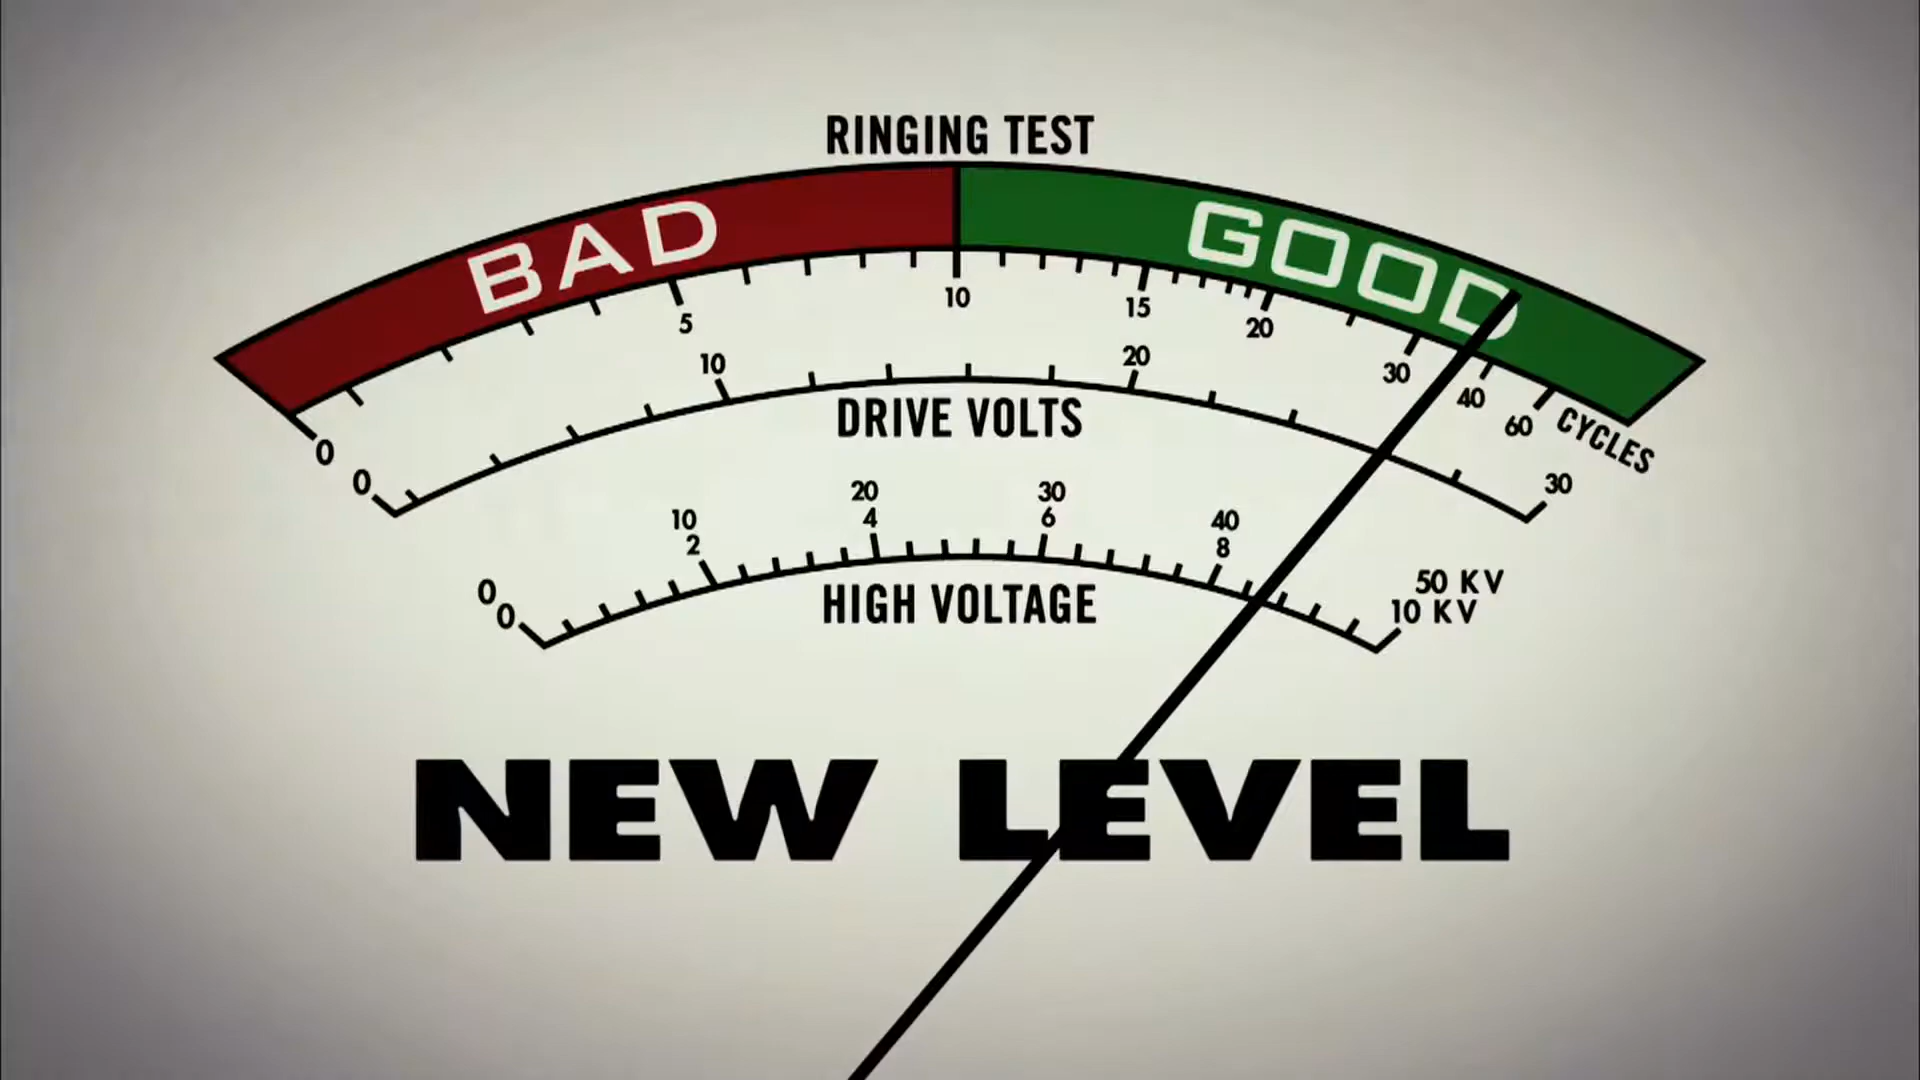 RINGING TEST
BAD GOOD
0 5 10 15 20 30 40 60 CYCLES
0 10 20 30
DRIVE VOLTS
0 10 20 30 40 50 KV
0 2 4 6 8 10 KV
HIGH VOLTAGE
NEW LEVEL